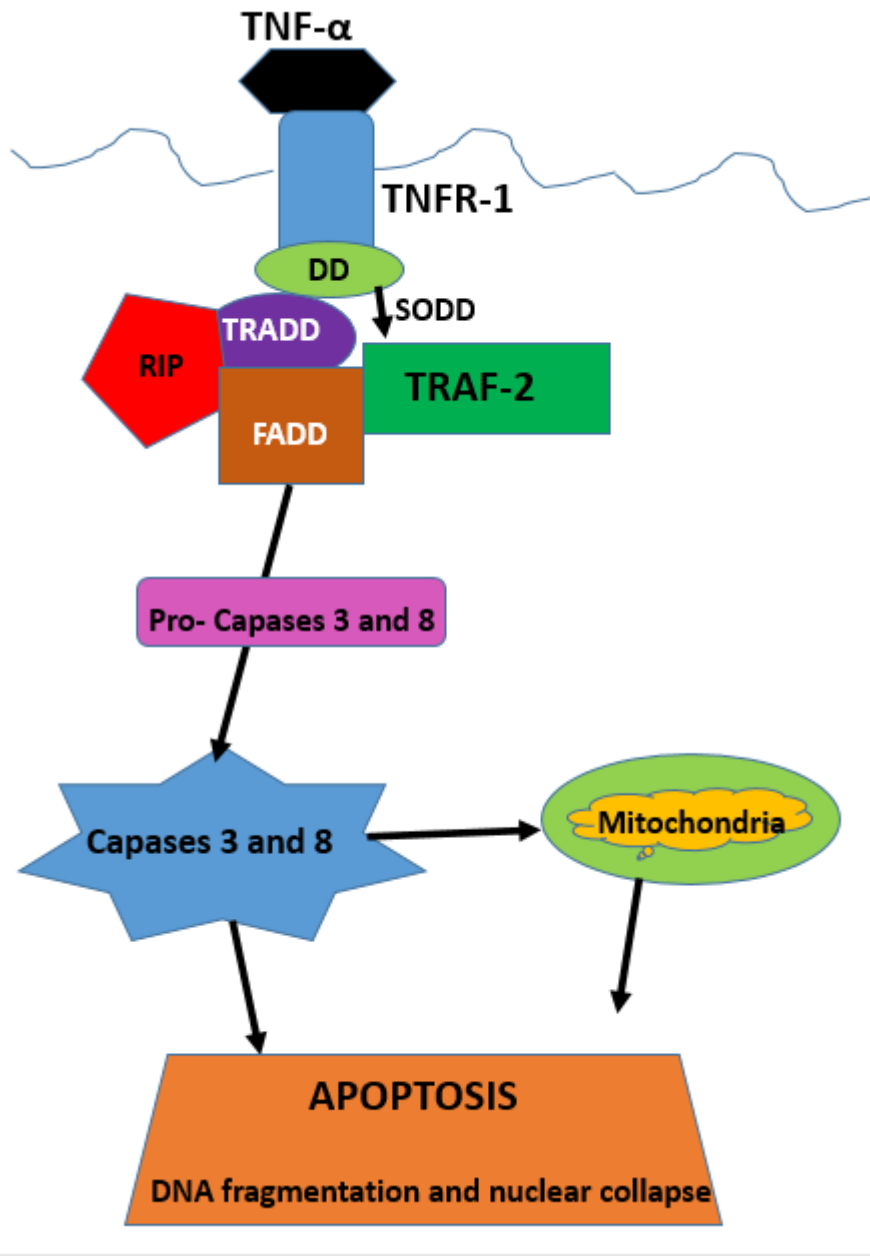 TNF-α
TNFR-1
DD
SODD
TRADD
RIP
TRAF-2
FADD
Pro- Capases 3 and 8
Capases 3 and 8
Mitochondria
APOPTOSIS
DNA fragmentation and nuclear collapse